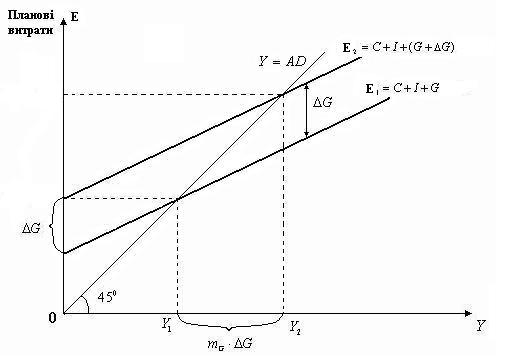 Планові
витрати
E
Y = AD
E₂ = C + I + (G + ΔG)
E₁ = C + I + G
ΔG
ΔG
45⁰
0
Y₁
Y₂
Y
m_G · ΔG